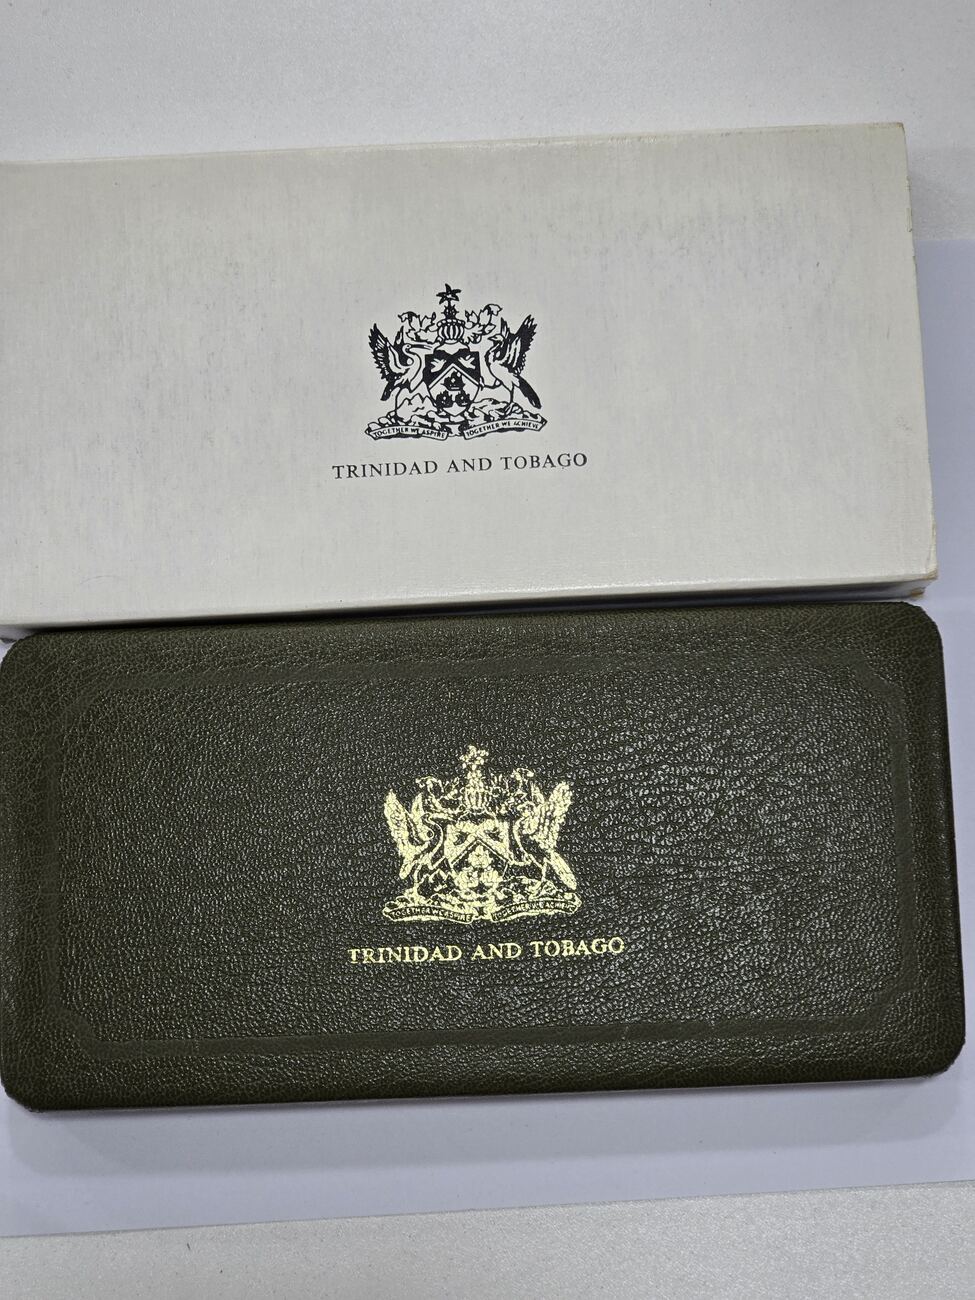 TOGETHER WE ASPIRE TOGETHER WE ACHIEVE
TRINIDAD AND TOBAGO
TOGETHER WE ASPIRE TOGETHER WE ACHIEVE
TRINIDAD AND TOBAGO